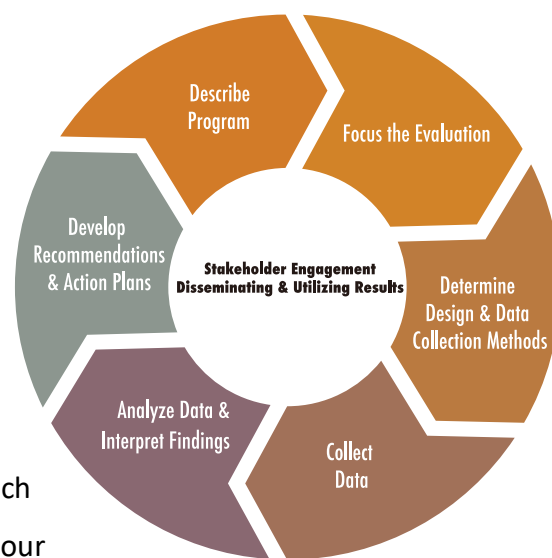 Describe
Program
Focus the Evaluation
Determine
Design & Data
Collection Methods
Collect
Data
Analyze Data &
Interpret Findings
Develop
Recommendations
& Action Plans
Stakeholder Engagement
Disseminating & Utilizing Results
ch
our